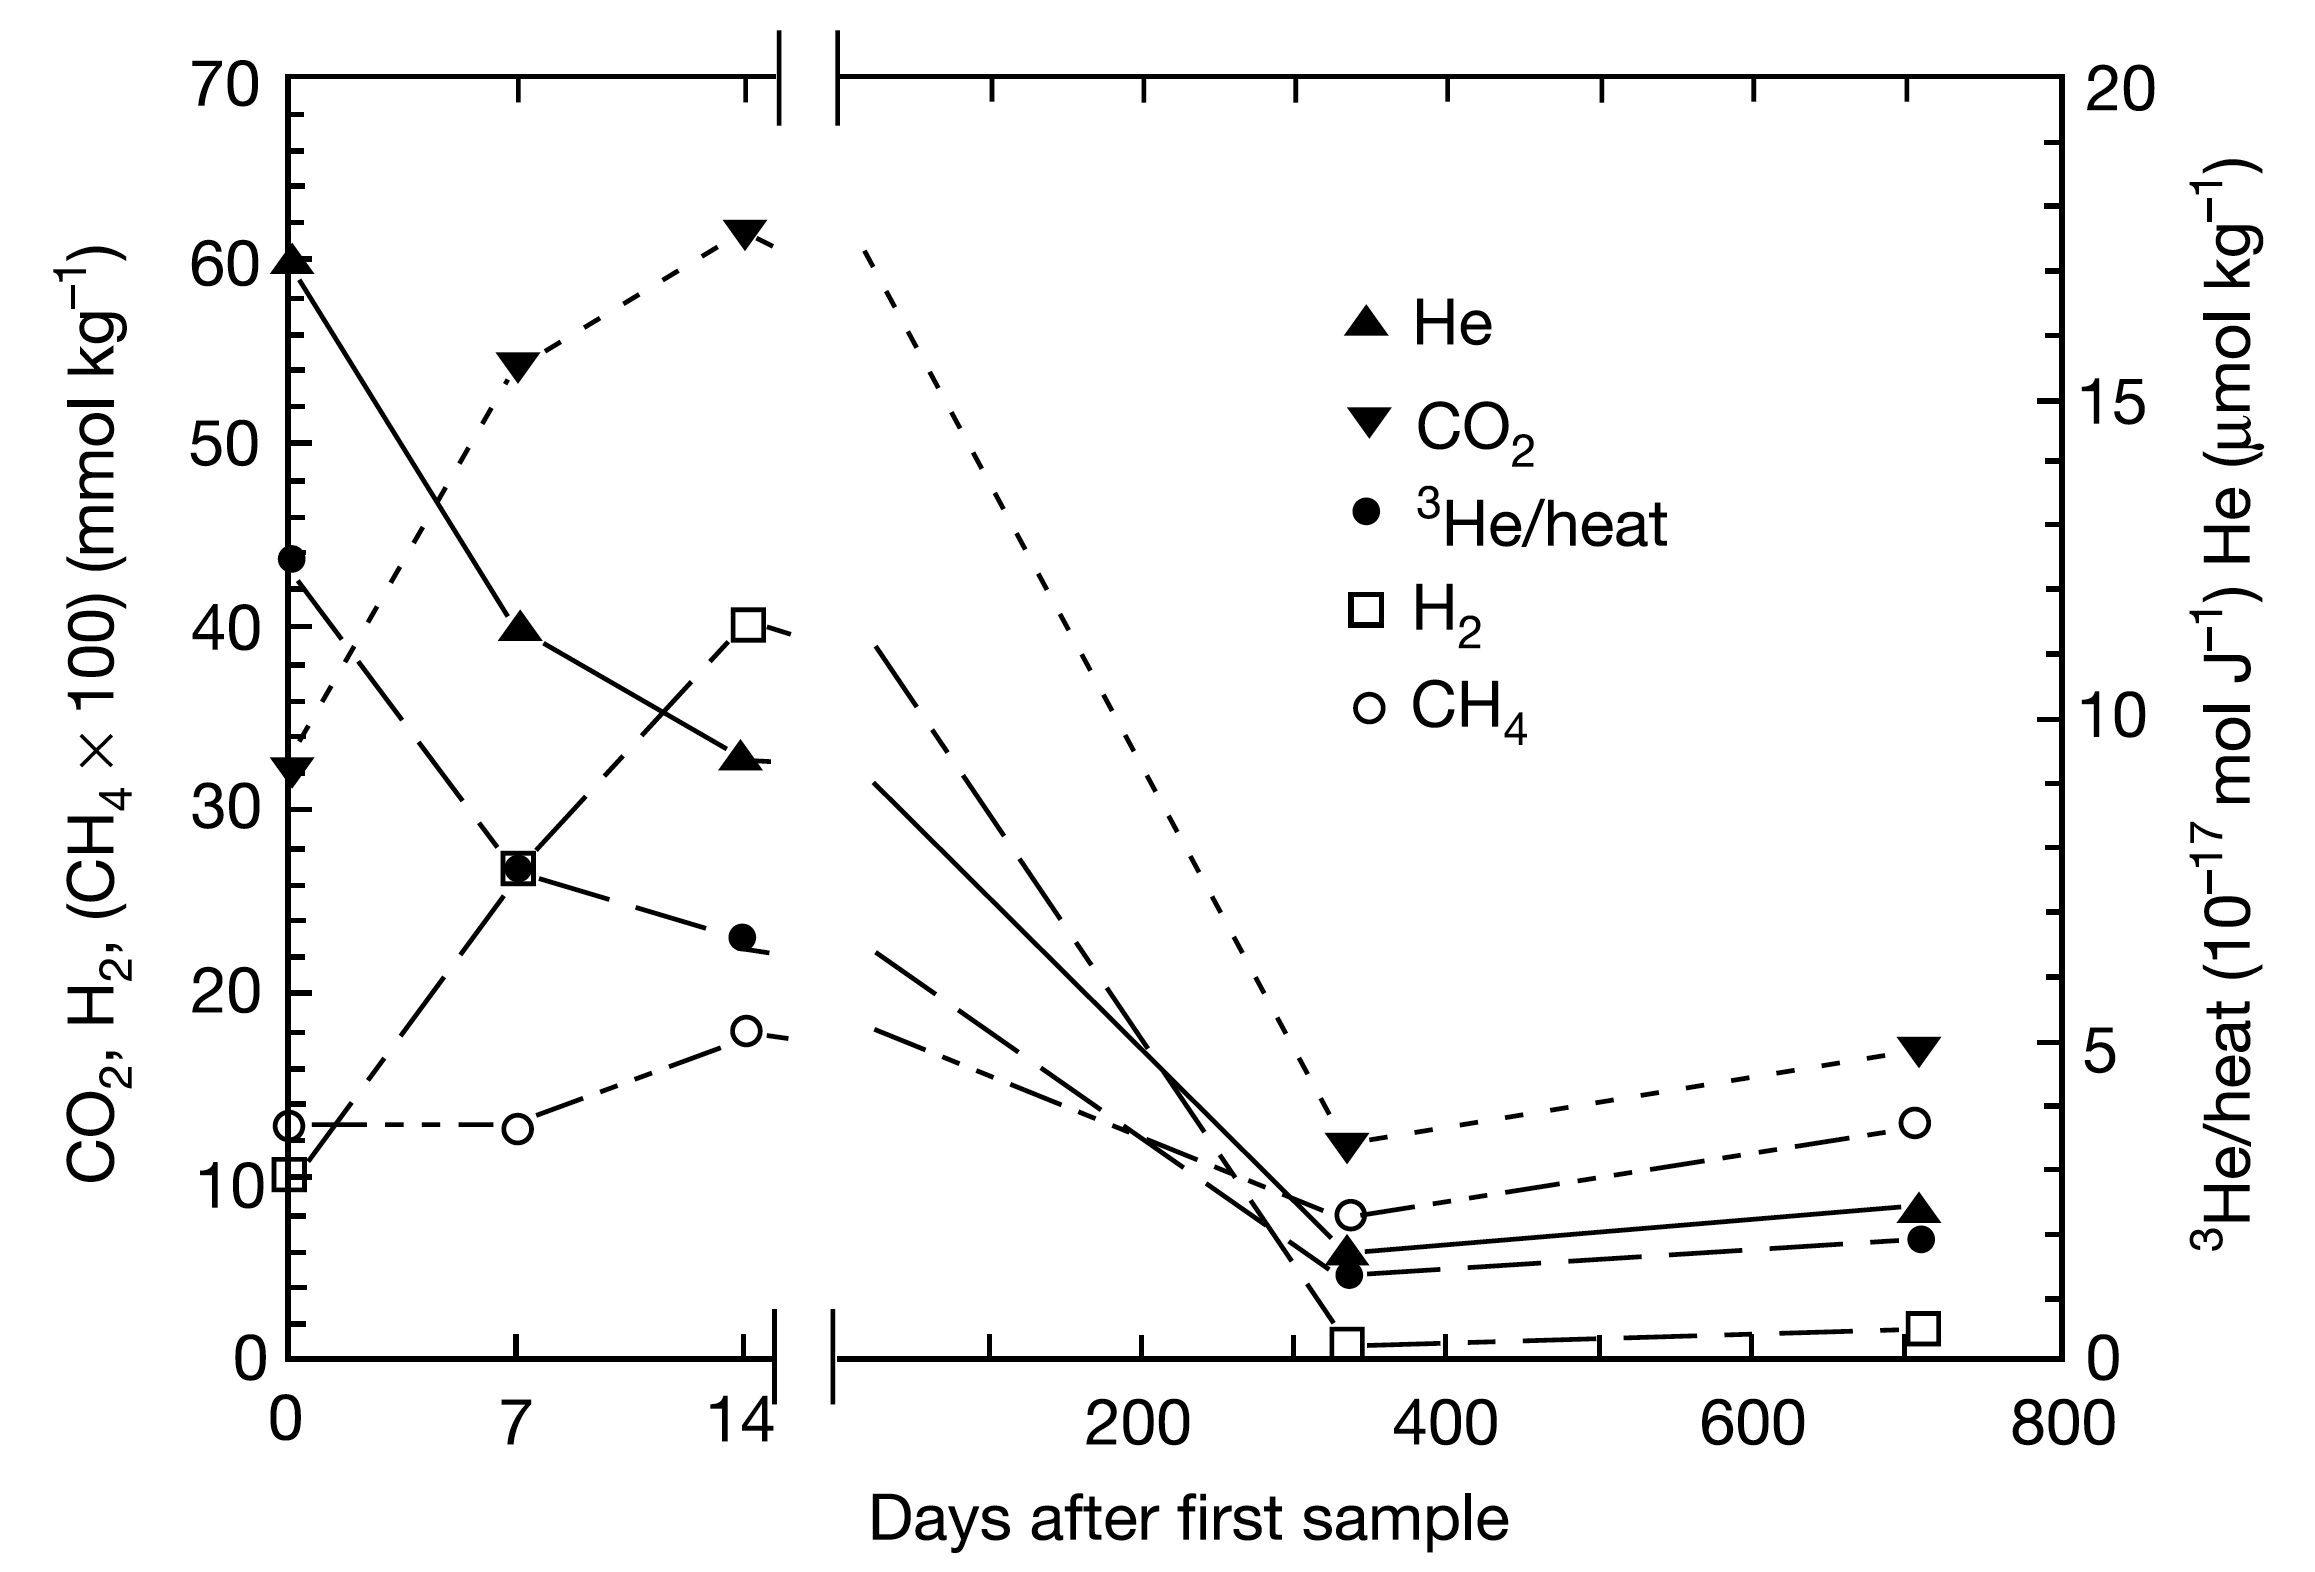 70
60
50
40
30
20
10
0
CO₂, H₂, (CH₄ × 100) (mmol kg⁻¹)
20
15
10
5
0
³He/heat (10⁻¹⁷ mol J⁻¹) He (μmol kg⁻¹)
He
CO₂
³He/heat
H₂
CH₄
0 7 14 200 400 600 800
Days after first sample